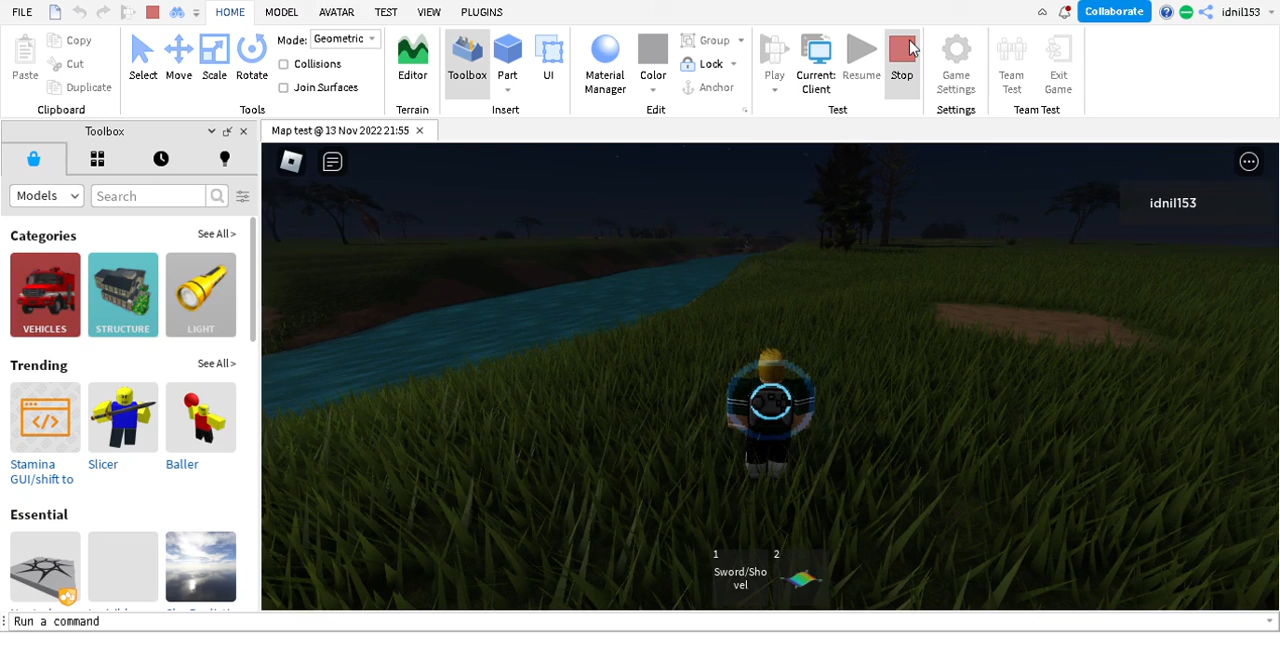 FILE HOME MODEL AVATAR TEST VIEW PLUGINS Collaborate idnil153
Paste Copy Cut Duplicate
Clipboard
Select Move Scale Rotate
Mode: Geometric
Collisions
Join Surfaces
Tools
Editor
Terrain
Toolbox Part UI
Insert
Material Manager Color Group Lock Anchor
Edit
Play Current: Client Resume Stop
Test
Game Settings
Settings
Team Test Exit Game
Team Test
Toolbox
Map test @ 13 Nov 2022 21:55
Models Search
Categories See All >
VEHICLES STRUCTURE LIGHT
Trending See All >
Stamina GUI/shift to
Slicer
Baller
Essential
idnil153
1 2
Sword/Sho
vel
Run a command